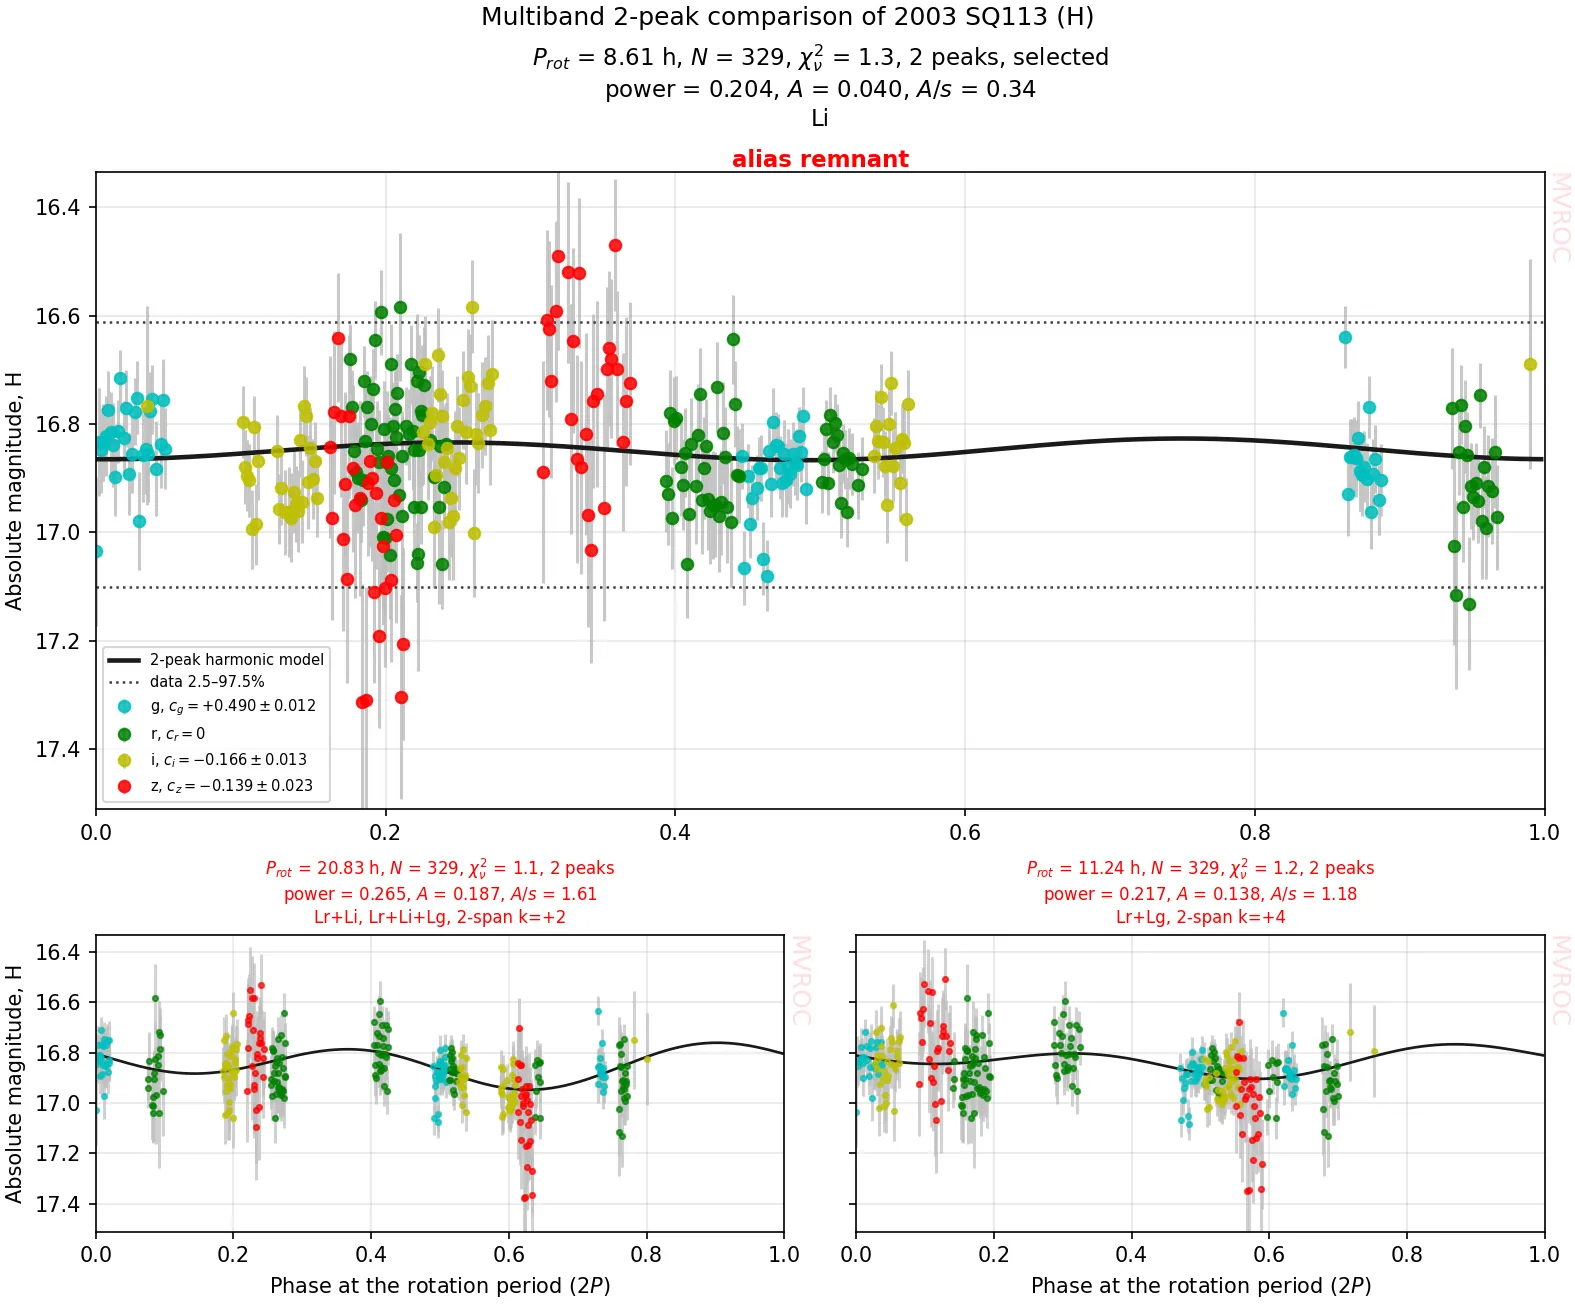 Multiband 2-peak comparison of 2003 SQ113 (H)
P_rot = 8.61 h, N = 329, χ²_ν = 1.3, 2 peaks, selected
power = 0.204, A = 0.040, A/s = 0.34
Li
alias remnant
MVROC
Absolute magnitude, H
16.4
16.6
16.8
17.0
17.2
17.4
2-peak harmonic model
data 2.5–97.5%
g, c_g = +0.490 ± 0.012
r, c_r = 0
i, c_i = −0.166 ± 0.013
z, c_z = −0.139 ± 0.023
0.0 0.2 0.4 0.6 0.8 1.0
P_rot = 20.83 h, N = 329, χ²_ν = 1.1, 2 peaks
power = 0.265, A = 0.187, A/s = 1.61
Lr+Li, Lr+Li+Lg, 2-span k=+2
MVROC
Absolute magnitude, H
16.4
16.6
16.8
17.0
17.2
17.4
0.0 0.2 0.4 0.6 0.8 1.0
Phase at the rotation period (2P)
P_rot = 11.24 h, N = 329, χ²_ν = 1.2, 2 peaks
power = 0.217, A = 0.138, A/s = 1.18
Lr+Lg, 2-span k=+4
MVROC
0.0 0.2 0.4 0.6 0.8 1.0
Phase at the rotation period (2P)